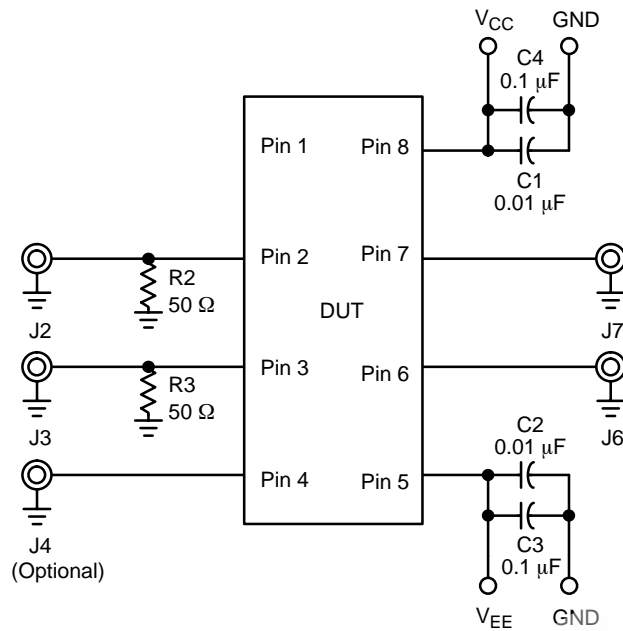 V_CC GND
C4
0.1 μF
Pin 1 Pin 8
C1
0.01 μF
Pin 2 Pin 7
R2
50 Ω
J2
DUT
J7
Pin 3 Pin 6
R3
50 Ω
J3
J6
C2
0.01 μF
Pin 4 Pin 5
J4
(Optional)
C3
0.1 μF
V_EE GND